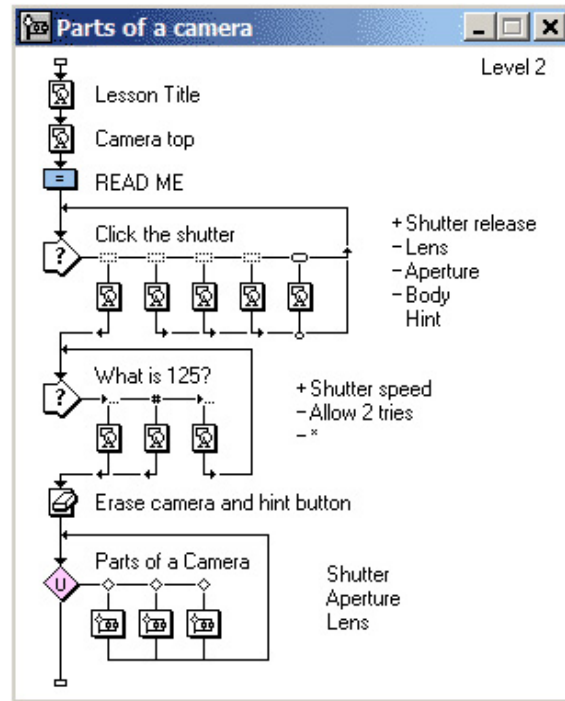 Parts of a camera
Level 2
Lesson Title
Camera top
=
READ ME
Click the shutter
?
+ Shutter release
- Lens
- Aperture
- Body
Hint
What is 125?
?
... # ...
+ Shutter speed
- Allow 2 tries
- *
Erase camera and hint button
Parts of a Camera
U
Shutter
Aperture
Lens